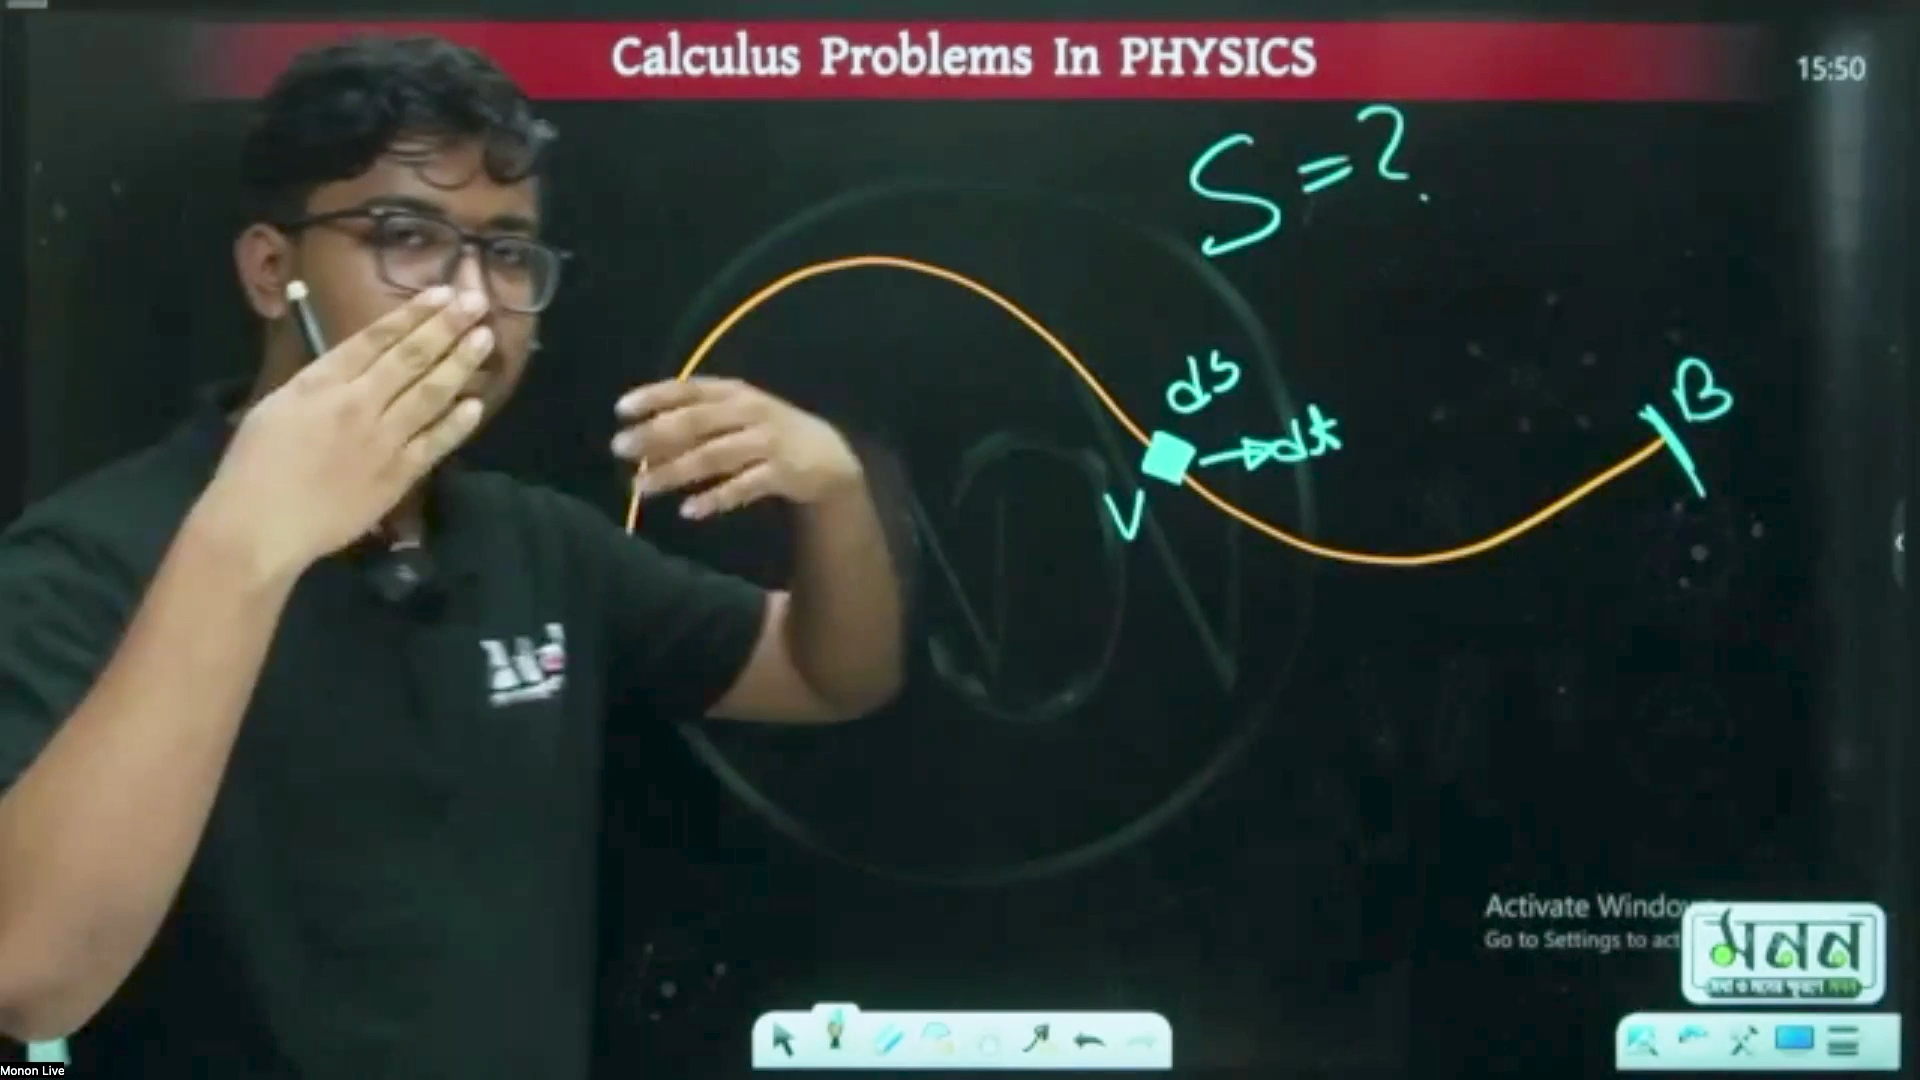 Calculus Problems In PHYSICS
15:50
S = ?
ds
dt
B
V
Activate Windo
Go to Settings to act
মনন
Monon Live